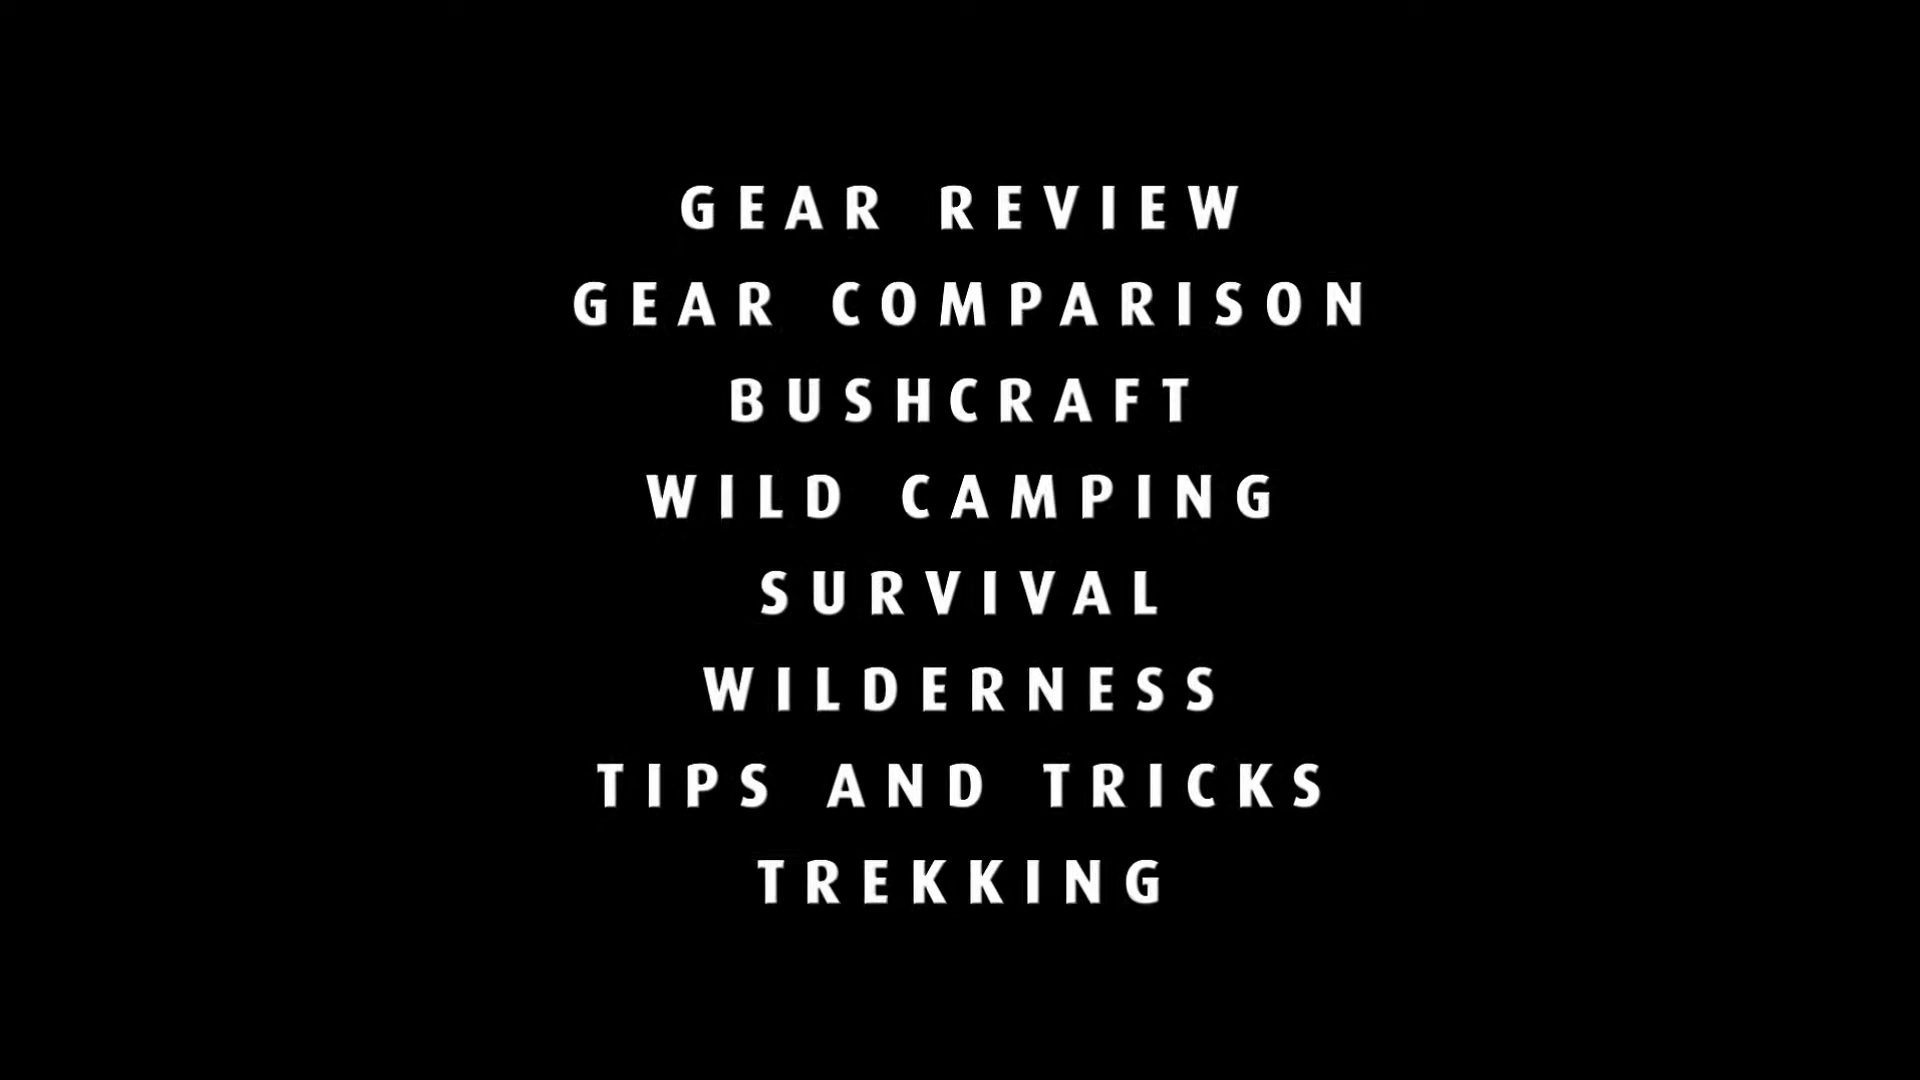 GEAR REVIEW
GEAR COMPARISON
BUSHCRAFT
WILD CAMPING
SURVIVAL
WILDERNESS
TIPS AND TRICKS
TREKKING